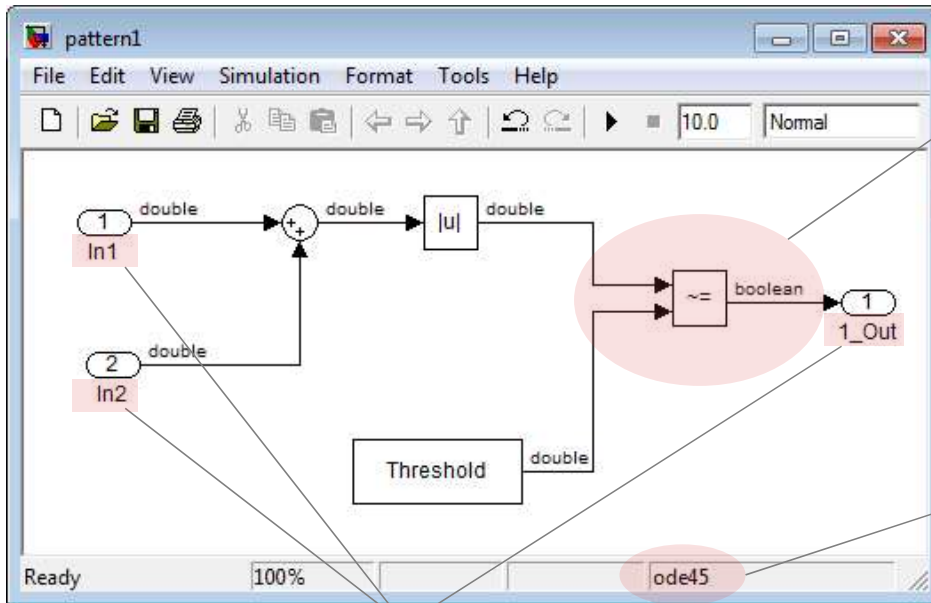 pattern1
File Edit View Simulation Format Tools Help
10.0 Normal
double
1
In1
+
+
double
|u|
double
~=
boolean
1
1_Out
double
2
In2
Threshold
double
Ready 100% ode45